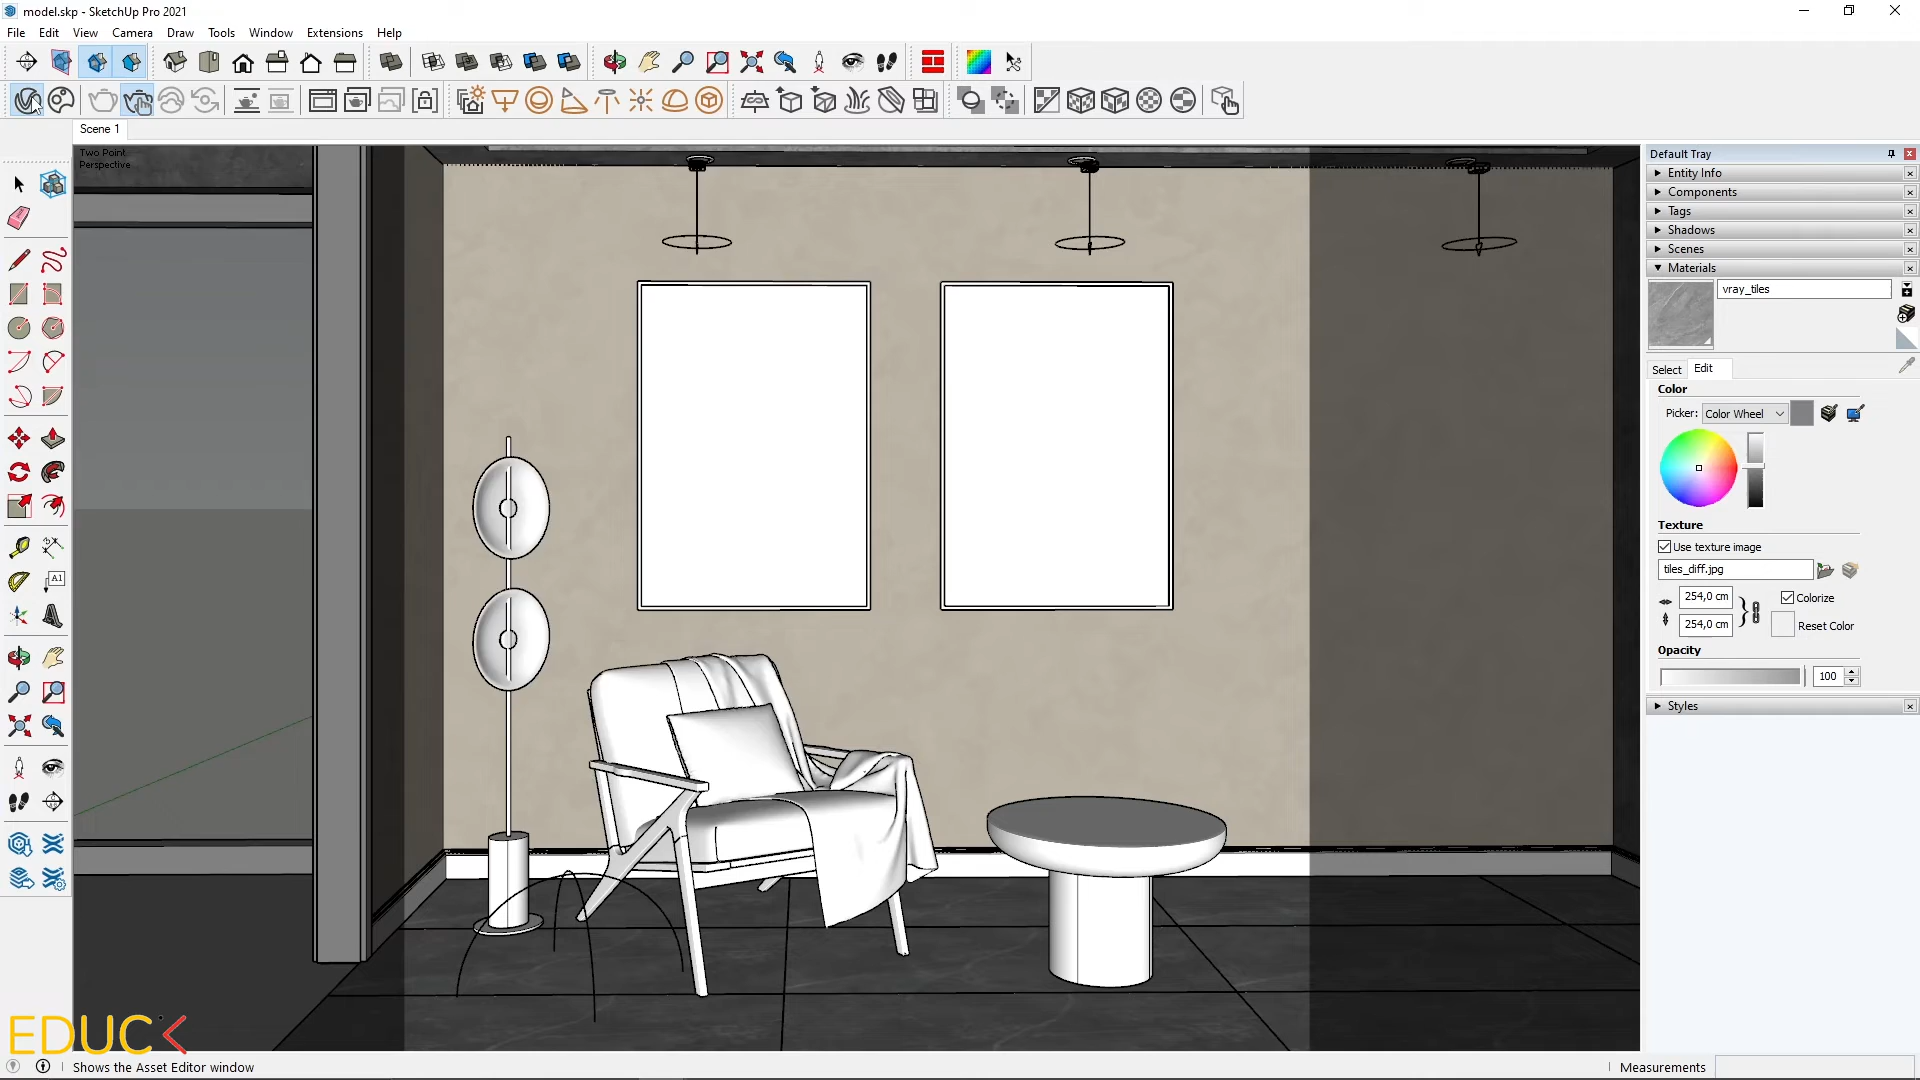 model.skp - SketchUp Pro 2021
File Edit View Camera Draw Tools Window Extensions Help
Scene 1
Two Point
Perspective
Default Tray
Entity Info
Components
Tags
Shadows
Scenes
Materials
vray_tiles
Select Edit
Color
Picker: Color Wheel
Texture
Use texture image
tiles_diff.jpg
254,0 cm
Colorize
254,0 cm
Reset Color
Opacity
100
Styles
A1
EDUC
Shows the Asset Editor window
Measurements